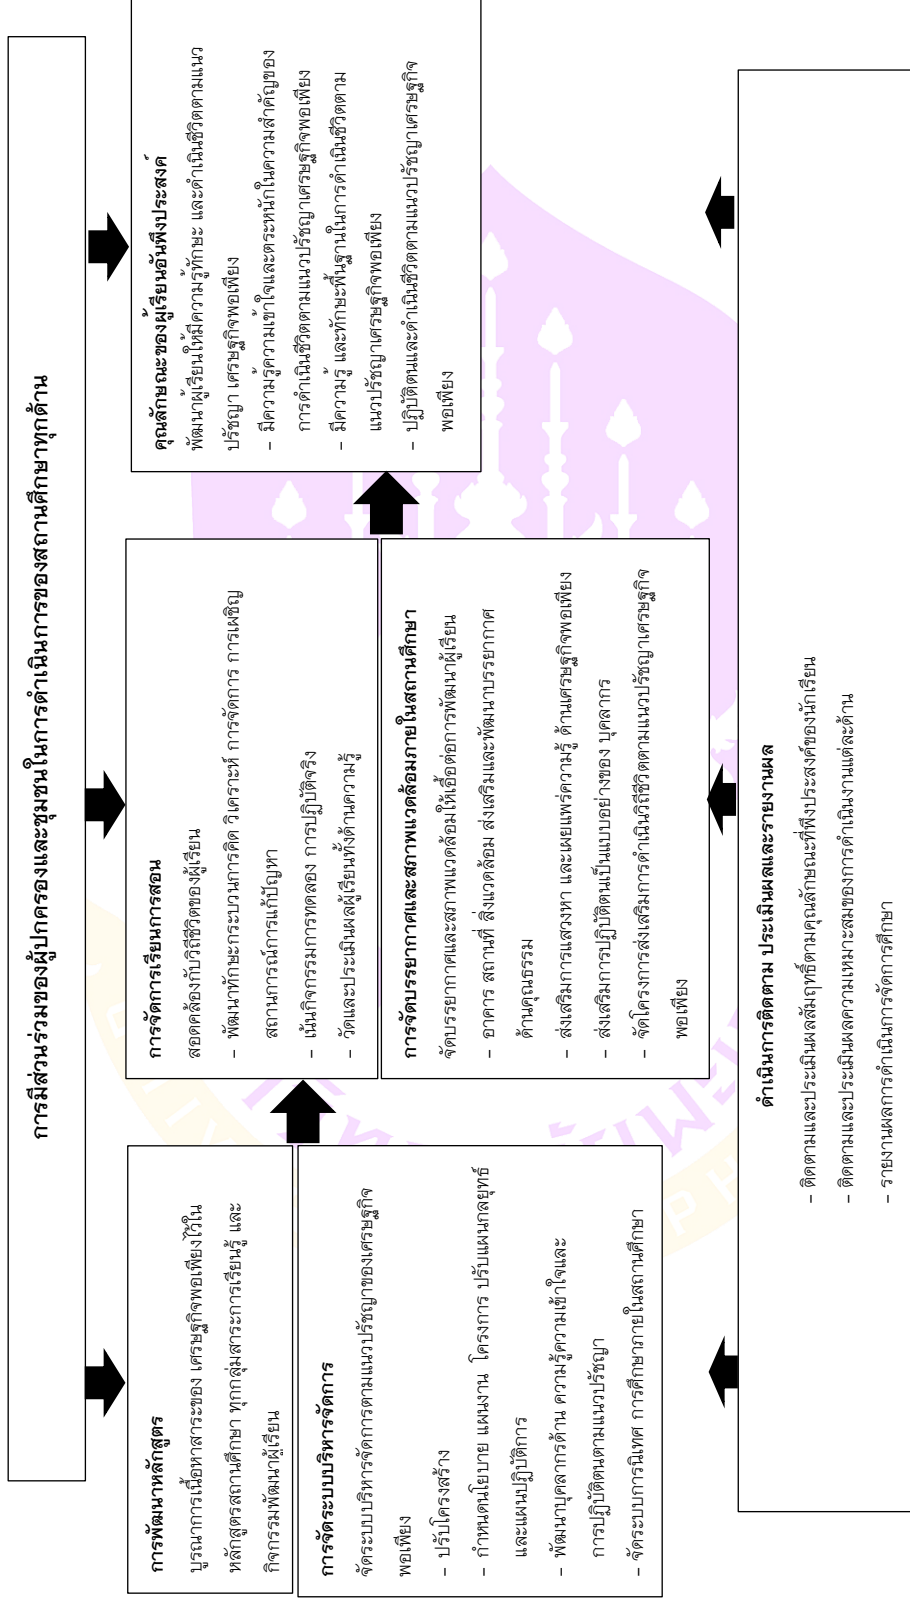 การมีส่วนร่วมของผู้ปกครองและชุมชนในการดำเนินการของสถานศึกษาทุกด้าน
การพัฒนาหลักสูตร
บูรณาการเนื้อหาสาระของ เศรษฐกิจพอเพียงไว้ใน
หลักสูตรสถานศึกษา ทุกกลุ่มสาระการเรียนรู้ และ
กิจกรรมพัฒนาผู้เรียน
การจัดระบบบริหารจัดการ
จัดระบบบริหารจัดการตามแนวปรัชญาของเศรษฐกิจ
พอเพียง
- ปรับโครงสร้าง
- กำหนดนโยบาย แผนงาน โครงการ ปรับแผนกลยุทธ์
และแผนปฏิบัติการ
- พัฒนาบุคลากรด้าน ความรู้ความเข้าใจและ
การปฏิบัติตนตามแนวปรัชญา
- จัดระบบการนิเทศ การศึกษาภายในสถานศึกษา
การจัดการเรียนการสอน
สอดคล้องกับวิถีชีวิตของผู้เรียน
- พัฒนาทักษะกระบวนการคิด วิเคราะห์ การจัดการ การเผชิญ
สถานการณ์การแก้ปัญหา
- เน้นกิจกรรมการทดลอง การปฏิบัติจริง
- วัดและประเมินผลผู้เรียนทั้งด้านความรู้
การจัดบรรยากาศและสภาพแวดล้อมภายในสถานศึกษา
จัดบรรยากาศและสภาพแวดล้อมให้เอื้อต่อการพัฒนาผู้เรียน
- อาคาร สถานที่ สิ่งแวดล้อม ส่งเสริมและพัฒนาบรรยากาศ
ด้านคุณธรรม
- ส่งเสริมการแสวงหา และเผยแพร่ความรู้ ด้านเศรษฐกิจพอเพียง
- ส่งเสริมการปฏิบัติตนเป็นแบบอย่างของ บุคลากร
- จัดโครงการส่งเสริมการดำเนินวิถีชีวิตตามแนวปรัชญาเศรษฐกิจ
พอเพียง
คุณลักษณะของผู้เรียนอันพึงประสงค์
พัฒนาผู้เรียนให้มีความรู้ทักษะ และดำเนินชีวิตตามแนว
ปรัชญา เศรษฐกิจพอเพียง
- มีความรู้ความเข้าใจและตระหนักในความสำคัญของ
การดำเนินชีวิตตามแนวปรัชญาเศรษฐกิจพอเพียง
- มีความรู้ และทักษะพื้นฐานในการดำเนินชีวิตตาม
แนวปรัชญาเศรษฐกิจพอเพียง
- ปฏิบัติตนและดำเนินชีวิตตามแนวปรัชญาเศรษฐกิจ
พอเพียง
ดำเนินการติดตาม ประเมินผลและรายงานผล
- ติดตามและประเมินผลสัมฤทธิ์ตามคุณลักษณะที่พึงประสงค์ของนักเรียน
- ติดตามและประเมินผลความเหมาะสมของการดำเนินงานแต่ละด้าน
- รายงานผลการดำเนินการจัดการศึกษา